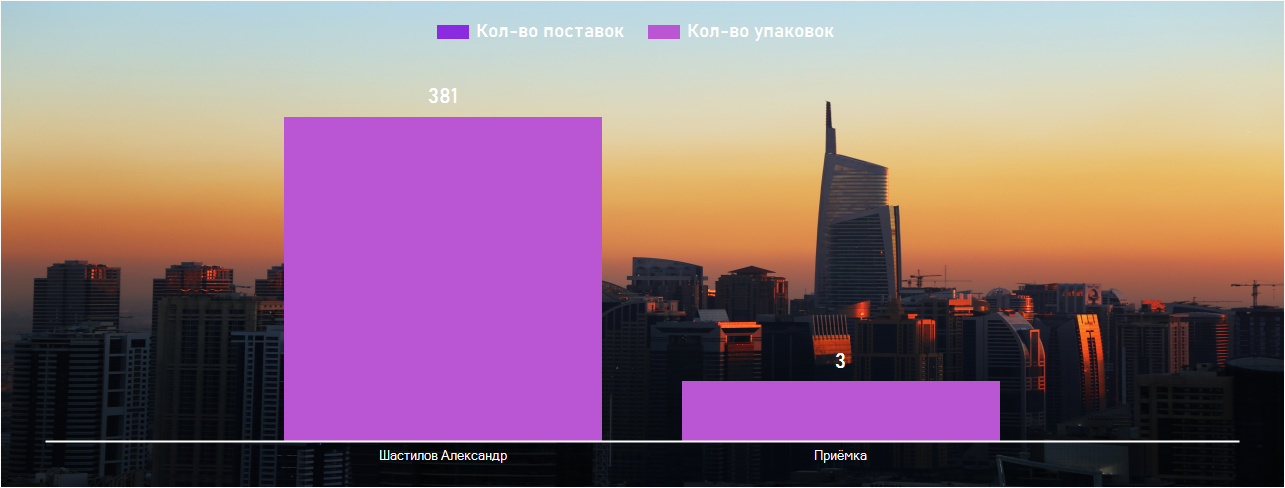 Кол-во поставок Кол-во упаковок
381
3
Шастилов Александр Приёмка